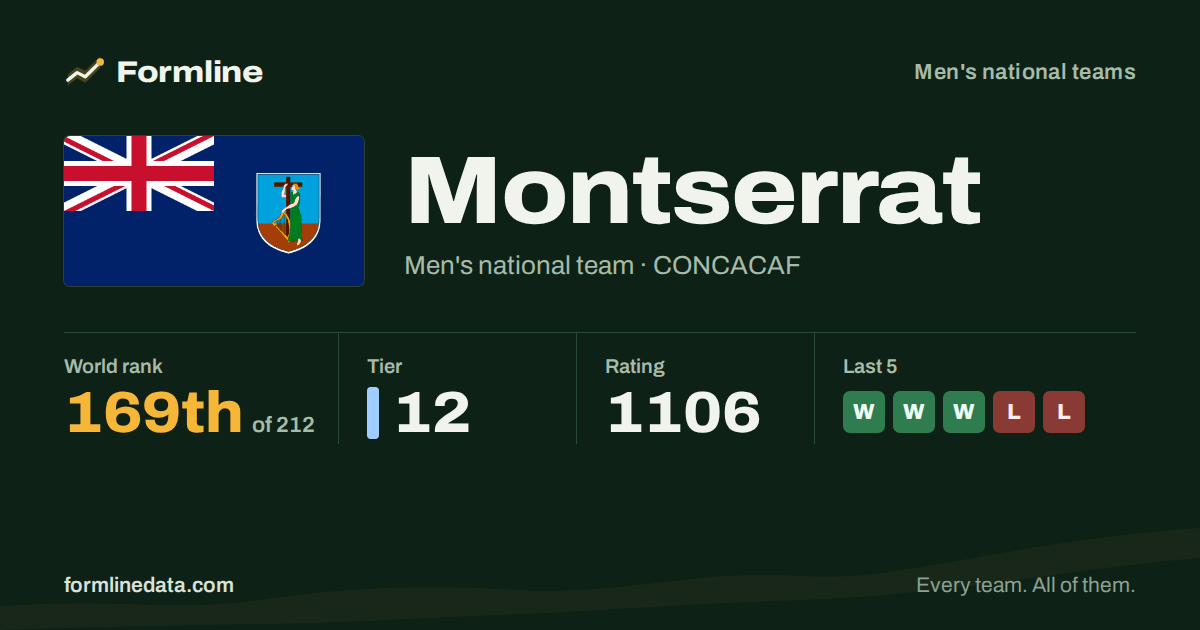 Formline
Men's national teams
Montserrat
Men's national team · CONCACAF
World rank
169th of 212
Tier
12
Rating
1106
Last 5
W W W L L
formlinedata.com
Every team. All of them.